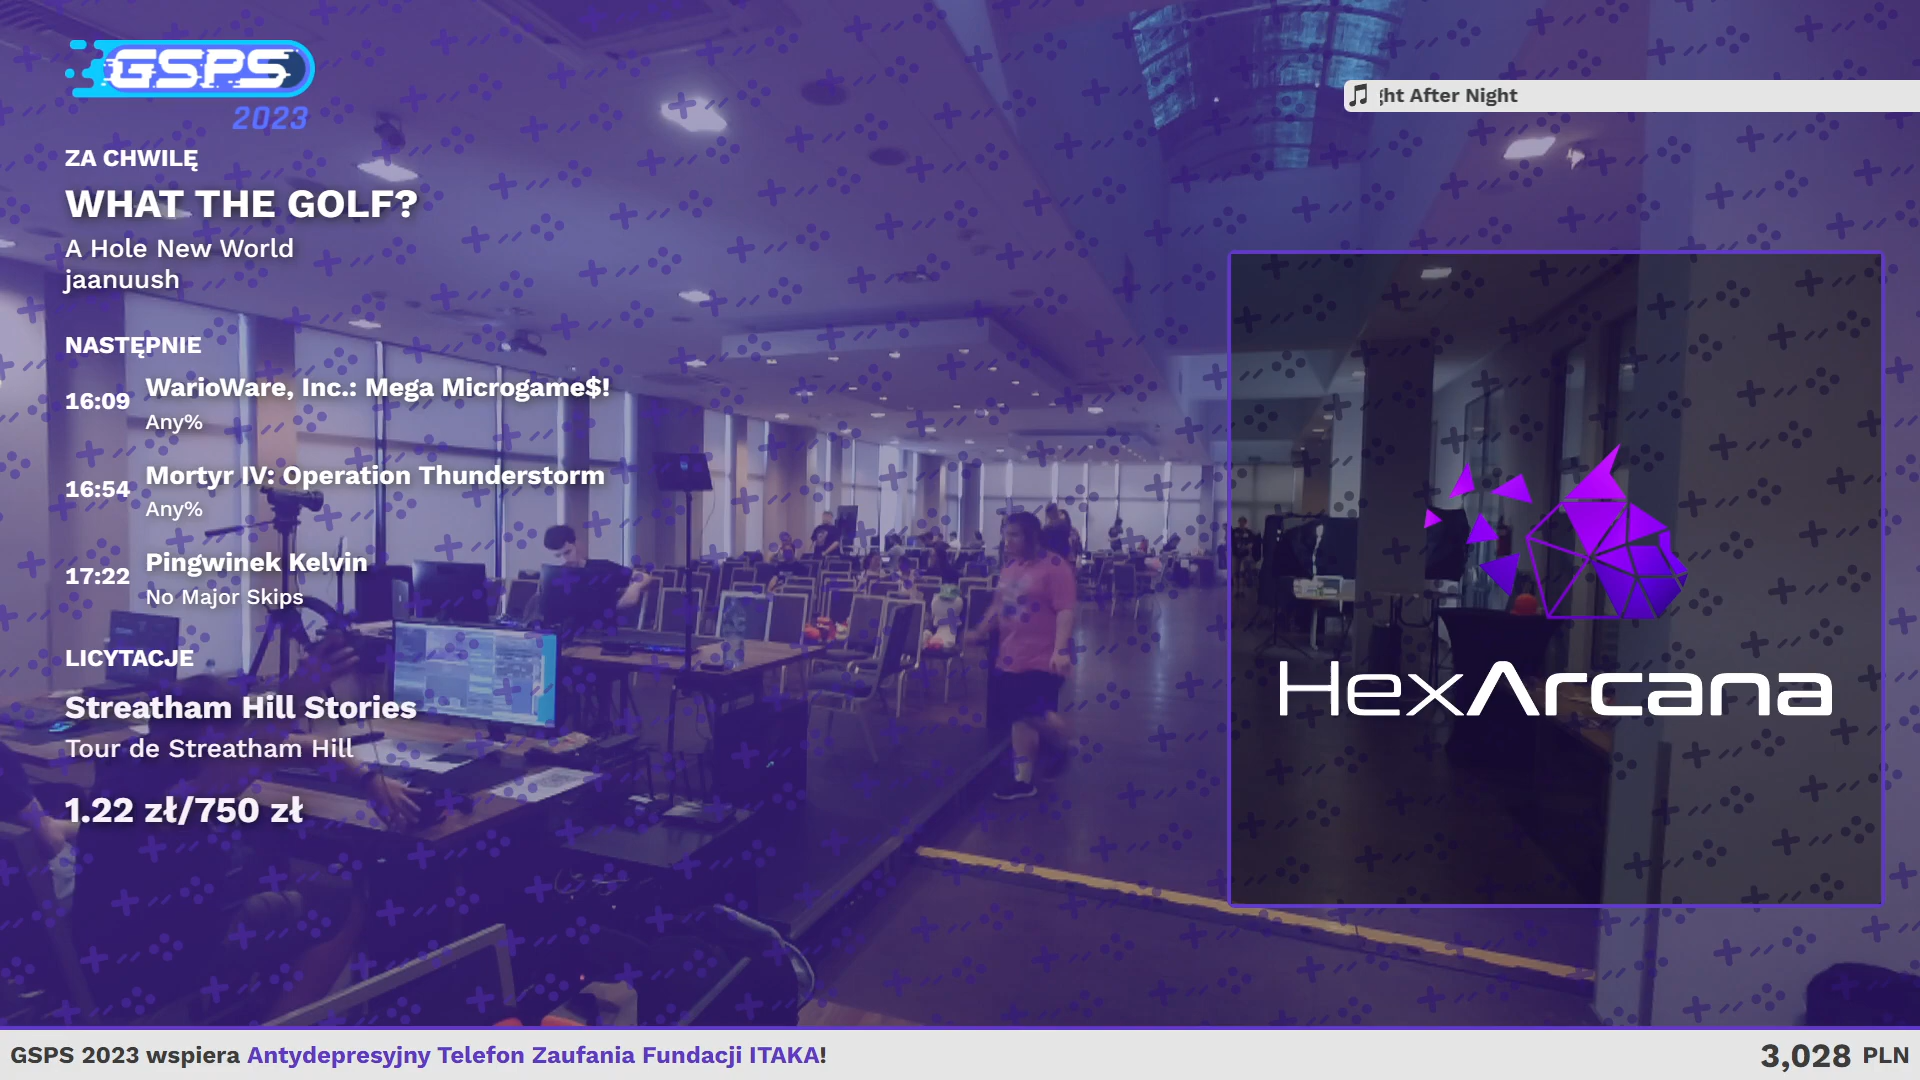 GSPS
2023
ZA CHWILĘ
WHAT THE GOLF?
A Hole New World
jaanuush
NASTĘPNIE
16:09
WarioWare, Inc.: Mega Microgame$!
Any%
16:54
Mortyr IV: Operation Thunderstorm
Any%
17:22
Pingwinek Kelvin
No Major Skips
LICYTACJE
Streatham Hill Stories
Tour de Streatham Hill
1.22 zł/750 zł
ght After Night
HexArcana
GSPS 2023 wspiera Antydepresyjny Telefon Zaufania Fundacji ITAKA!
3,028 PLN